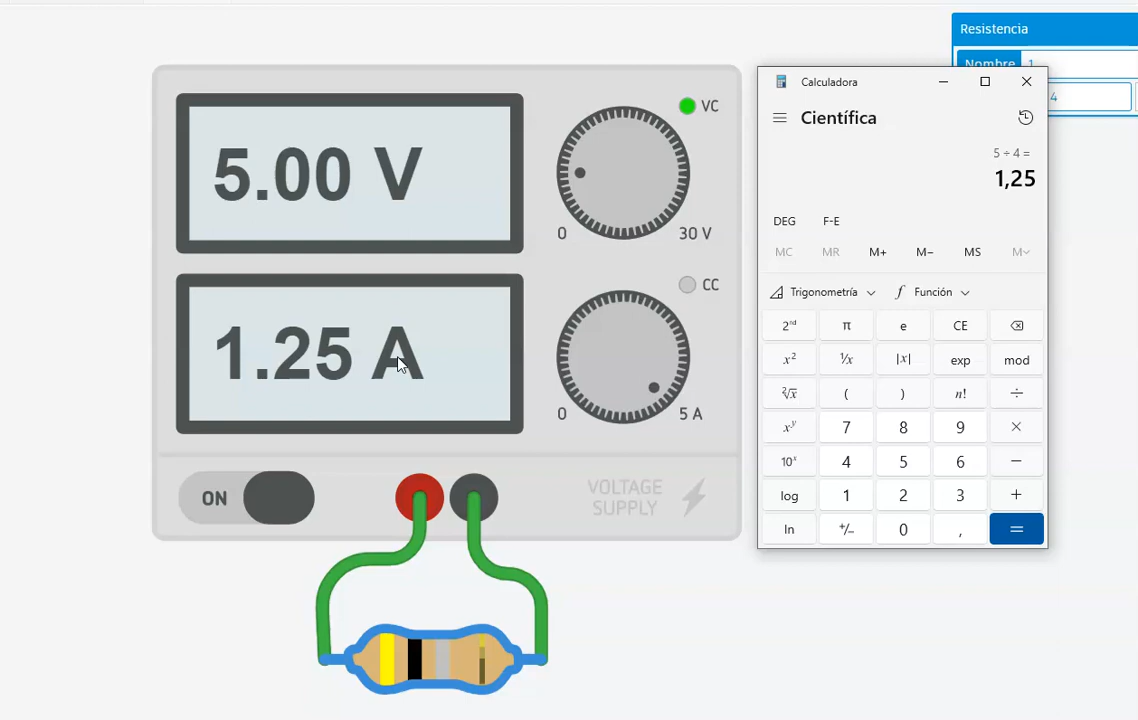 Resistencia
Nombre 1
4
5.00 V
VC
0 30 V
1.25 A
CC
0 5 A
ON
VOLTAGE
SUPPLY
Calculadora
Científica
5 ÷ 4 =
1,25
DEG F-E
MC MR M+ M− MS M
Trigonometría Función
2nd π e CE
x² ¹/x |x| exp mod
²√x ( ) n! ÷
xʸ 7 8 9 ×
10ˣ 4 5 6 −
log 1 2 3 +
ln +/− 0 , =